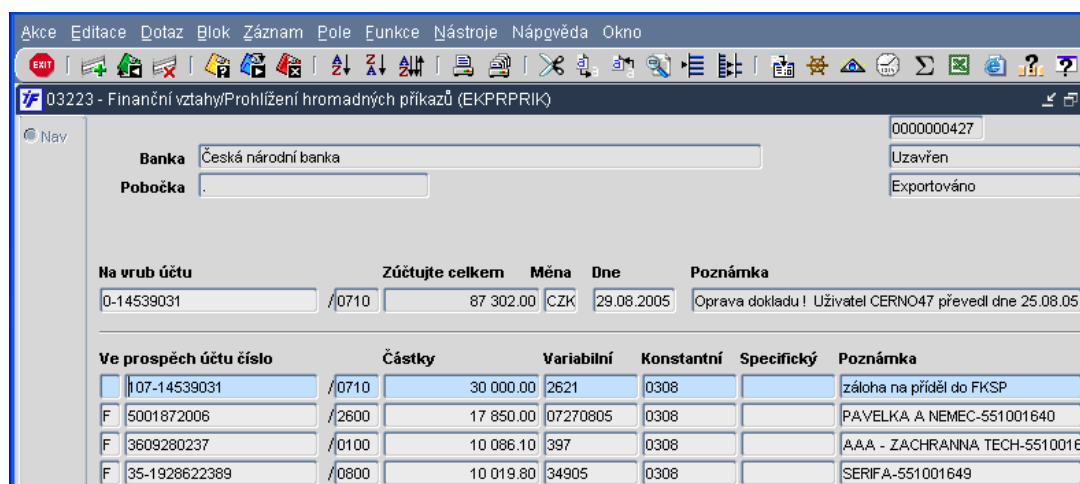 Akce Editace Dotaz Blok Záznam Pole Funkce Nástroje Nápověda Okno
EXIT
03223 - Finanční vztahy/Prohlížení hromadných příkazů (EKPRPRIK)
Nav
0000000427
Banka Česká národní banka Uzavřen
Pobočka . Exportováno
Na vrub účtu Zúčtujte celkem Měna Dne Poznámka
0-14539031 /0710 87 302.00 CZK 29.08.2005 Oprava dokladu ! Uživatel CERNO47 převedl dne 25.08.05
Ve prospěch účtu číslo Částky Variabilní Konstantní Specifický Poznámka
107-14539031 /0710 30 000.00 2621 0308 záloha na příděl do FKSP
F 5001872006 /2600 17 850.00 07270805 0308 PAVELKA A NEMEC-551001640
F 3609280237 /0100 10 086.10 397 0308 AAA - ZACHRANNA TECH-5510016
F 35-1928622389 /0800 10 019.80 34905 0308 SERIFA-551001649